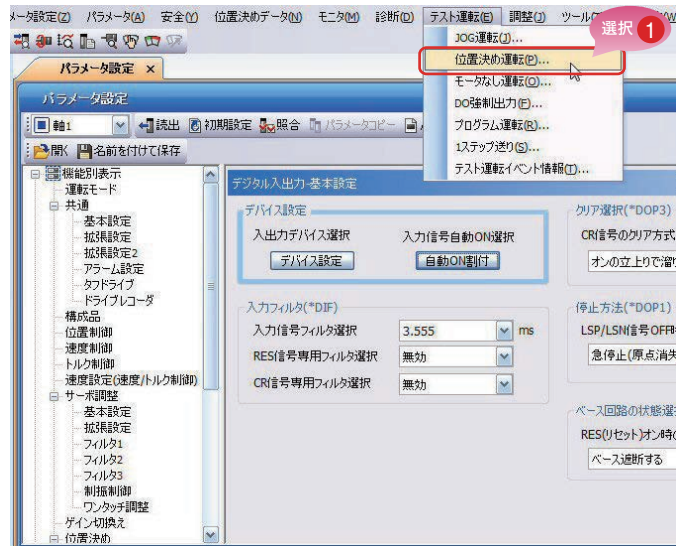 メータ設定(Z) パラメータ(A) 安全(Y) 位置決めデータ(N) モニタ(M) 診断(D) テスト運転(E) 調整(J) ツール
選択 1
JOG運転(J)...
位置決め運転(P)...
モータなし運転(O)...
DO強制出力(F)...
プログラム運転(R)...
1ステップ送り(S)...
テスト運転イベント情報(T)...
パラメータ設定 ×
パラメータ設定
軸1 読出 初期設定 照合 パラメータコピー
開く 名前を付けて保存
機能別表示
運転モード
共通
基本設定
拡張設定
拡張設定2
アラーム設定
タフドライブ
ドライブレコーダ
構成品
位置制御
速度制御
トルク制御
速度設定(速度/トルク制御)
サーボ調整
基本設定
拡張設定
フィルタ1
フィルタ2
フィルタ3
制振制御
ワンタッチ調整
ゲイン切換え
位置決め
デジタル入出力-基本設定
デバイス設定
入出力デバイス選択 入力信号自動ON選択
デバイス設定 自動ON割付
入力フィルタ(*DIF)
入力信号フィルタ選択 3.555 ms
RES信号専用フィルタ選択 無効
CR信号専用フィルタ選択 無効
クリア選択(*DOP3)
CR信号のクリア方式
オンの立上りで溜り
停止方法(*DOP1)
LSP/LSN信号OFF時
急停止(原点消失
ベース回路の状態選
RES(リセット)オン時の
ベース遮断する